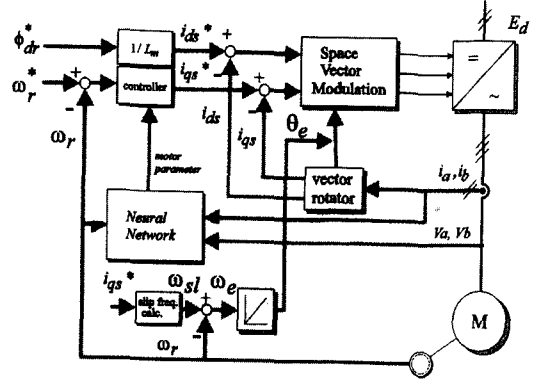 ϕdr* 1/Lm ids* + Space Vector Modulation Ed
ωr* + controller iqs* + = ~
- - -
ωr ids iqs θe
motor parameter
vector rotator ia, ib
Neural Network Va, Vb
iqs* slip freq. calc. ωsl + ωe
- ωr
M